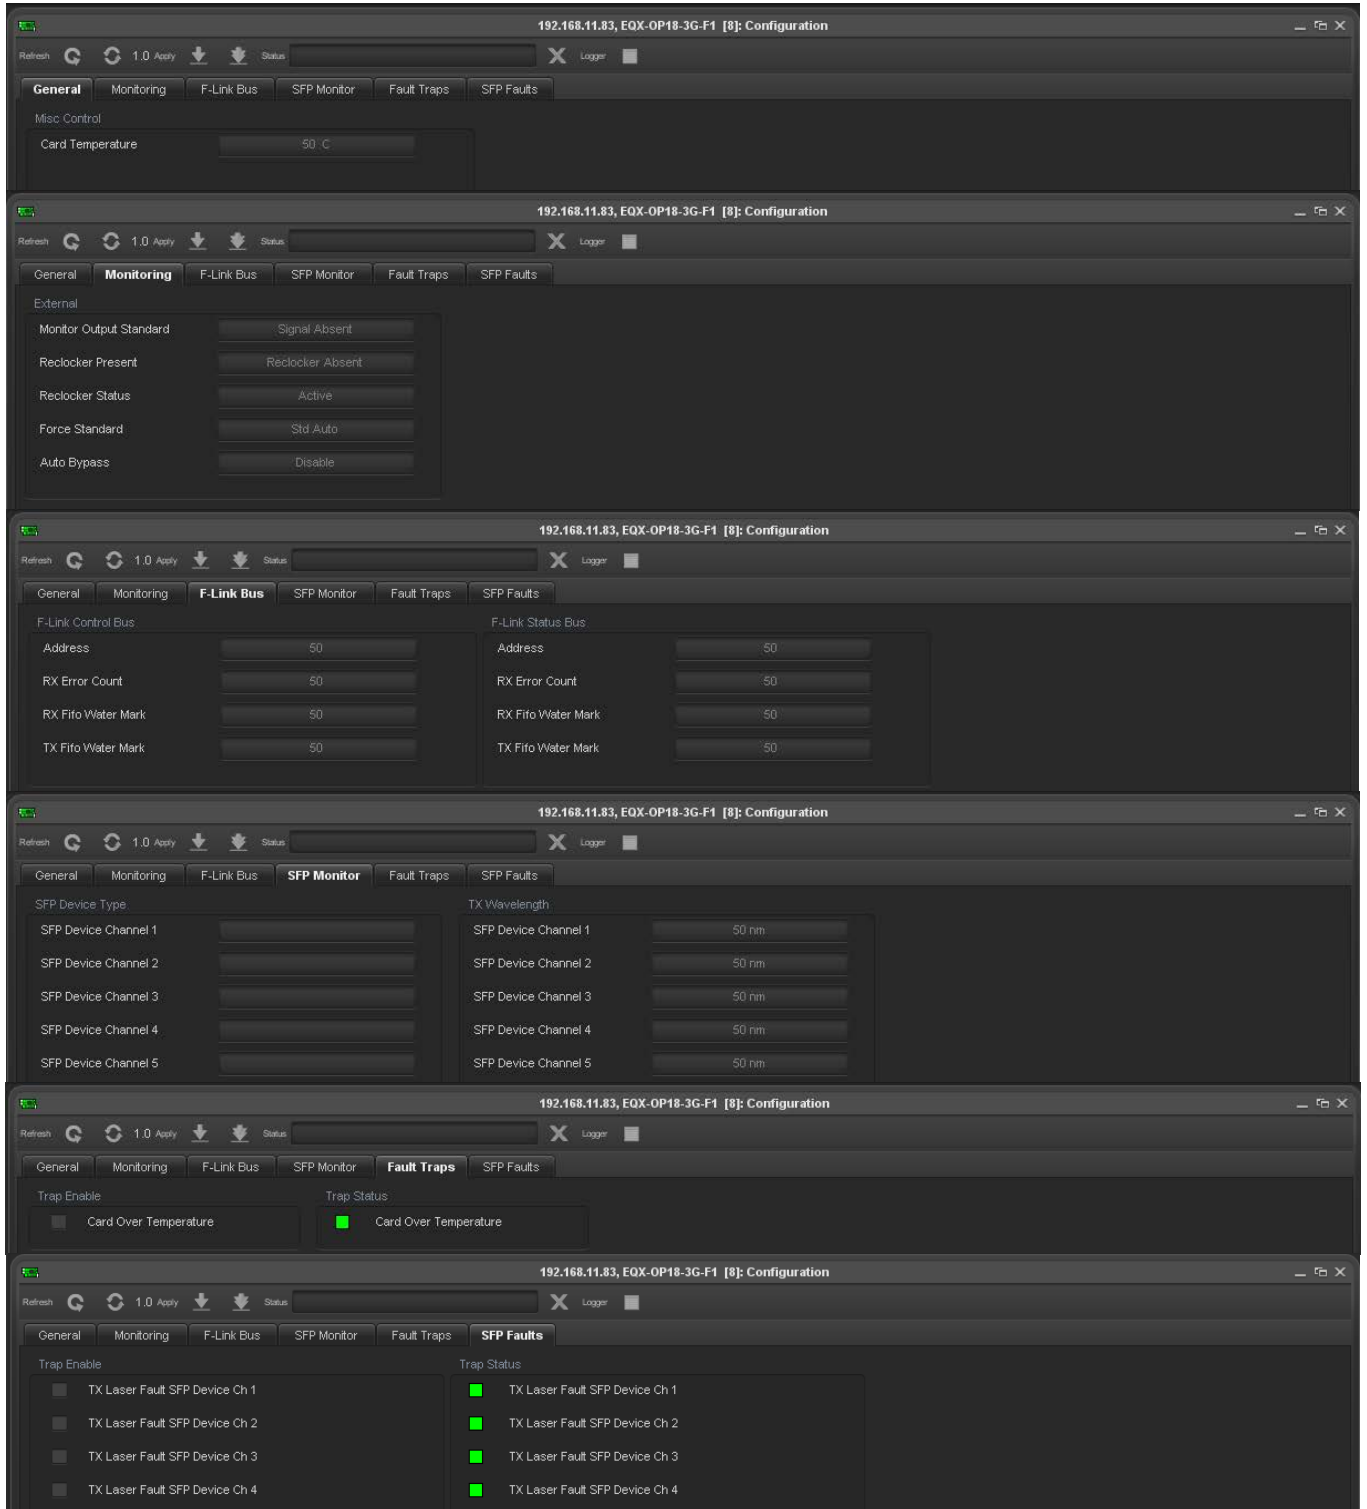 192.168.11.83, EQX-OP18-3G-F1 [8]: Configuration
Refresh 1.0 Apply Status Logger
General Monitoring F-Link Bus SFP Monitor Fault Traps SFP Faults
Misc Control
Card Temperature 50 C
192.168.11.83, EQX-OP18-3G-F1 [8]: Configuration
Refresh 1.0 Apply Status Logger
General Monitoring F-Link Bus SFP Monitor Fault Traps SFP Faults
External
Monitor Output Standard Signal Absent
Reclocker Present Reclocker Absent
Reclocker Status Active
Force Standard Std Auto
Auto Bypass Disable
192.168.11.83, EQX-OP18-3G-F1 [8]: Configuration
Refresh 1.0 Apply Status Logger
General Monitoring F-Link Bus SFP Monitor Fault Traps SFP Faults
F-Link Control Bus F-Link Status Bus
Address 50 Address 50
RX Error Count 50 RX Error Count 50
RX Fifo Water Mark 50 RX Fifo Water Mark 50
TX Fifo Water Mark 50 TX Fifo Water Mark 50
192.168.11.83, EQX-OP18-3G-F1 [8]: Configuration
Refresh 1.0 Apply Status Logger
General Monitoring F-Link Bus SFP Monitor Fault Traps SFP Faults
SFP Device Type TX Wavelength
SFP Device Channel 1 SFP Device Channel 1 50 nm
SFP Device Channel 2 SFP Device Channel 2 50 nm
SFP Device Channel 3 SFP Device Channel 3 50 nm
SFP Device Channel 4 SFP Device Channel 4 50 nm
SFP Device Channel 5 SFP Device Channel 5 50 nm
192.168.11.83, EQX-OP18-3G-F1 [8]: Configuration
Refresh 1.0 Apply Status Logger
General Monitoring F-Link Bus SFP Monitor Fault Traps SFP Faults
Trap Enable Trap Status
Card Over Temperature Card Over Temperature
192.168.11.83, EQX-OP18-3G-F1 [8]: Configuration
Refresh 1.0 Apply Status Logger
General Monitoring F-Link Bus SFP Monitor Fault Traps SFP Faults
Trap Enable Trap Status
TX Laser Fault SFP Device Ch 1 TX Laser Fault SFP Device Ch 1
TX Laser Fault SFP Device Ch 2 TX Laser Fault SFP Device Ch 2
TX Laser Fault SFP Device Ch 3 TX Laser Fault SFP Device Ch 3
TX Laser Fault SFP Device Ch 4 TX Laser Fault SFP Device Ch 4